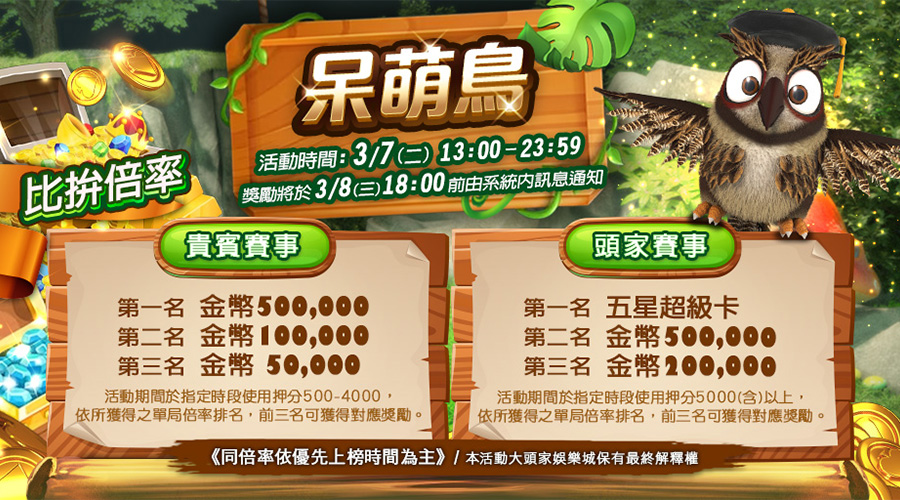 呆萌鳥
活動時間：3/7(二) 13:00-23:59
獎勵將於 3/8(三)18:00 前由系統內訊息通知
比拚倍率
貴賓賽事
第一名 金幣500,000
第二名 金幣100,000
第三名 金幣 50,000
活動期間於指定時段使用押分500-4000，
依所獲得之單局倍率排名，前三名可獲得對應獎勵。
頭家賽事
第一名 五星超級卡
第二名 金幣500,000
第三名 金幣200,000
活動期間於指定時段使用押分5000(含)以上，
依所獲得之單局倍率排名，前三名可獲得對應獎勵。
《同倍率依優先上榜時間為主》/ 本活動大頭家娛樂城保有最終解釋權